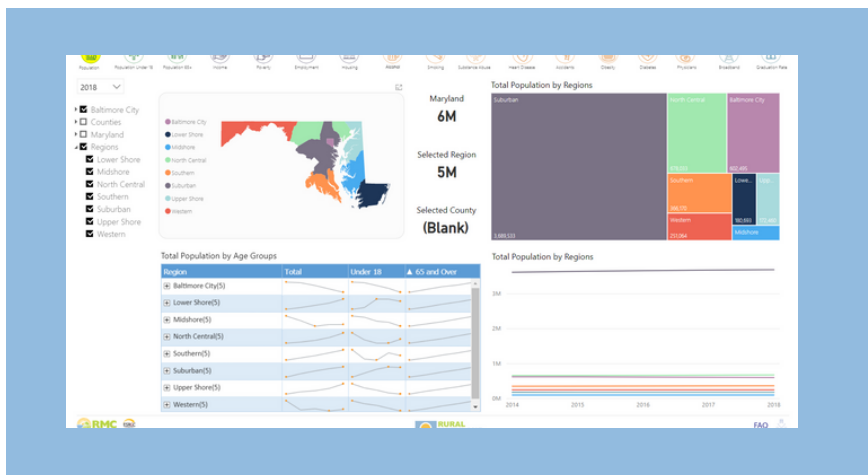 Population Population Under 18 Population 65+ Income Poverty Employment Housing Smoking Substance Abuse Heart Disease Accidents Obesity Diabetes Physicians Broadband Graduation Rate
2018
Baltimore City
Counties
Maryland
Regions
Lower Shore
Midshore
North Central
Southern
Suburban
Upper Shore
Western
Baltimore City
Lower Shore
Midshore
North Central
Southern
Suburban
Upper Shore
Western
Maryland
6M
Selected Region
5M
Selected County
(Blank)
Total Population by Regions
Suburban
North Central
Baltimore City
602,495
Southern
Lowe...
Upp...
Western
Midshore
Total Population by Age Groups
Region Total Under 18 ▲ 65 and Over
Baltimore City(5)
Lower Shore(5)
Midshore(5)
North Central(5)
Southern(5)
Suburban(5)
Upper Shore(5)
Western(5)
Total Population by Regions
3M
2M
1M
0M
2014 2015 2016 2017 2018
RMC
RURAL
FAQ